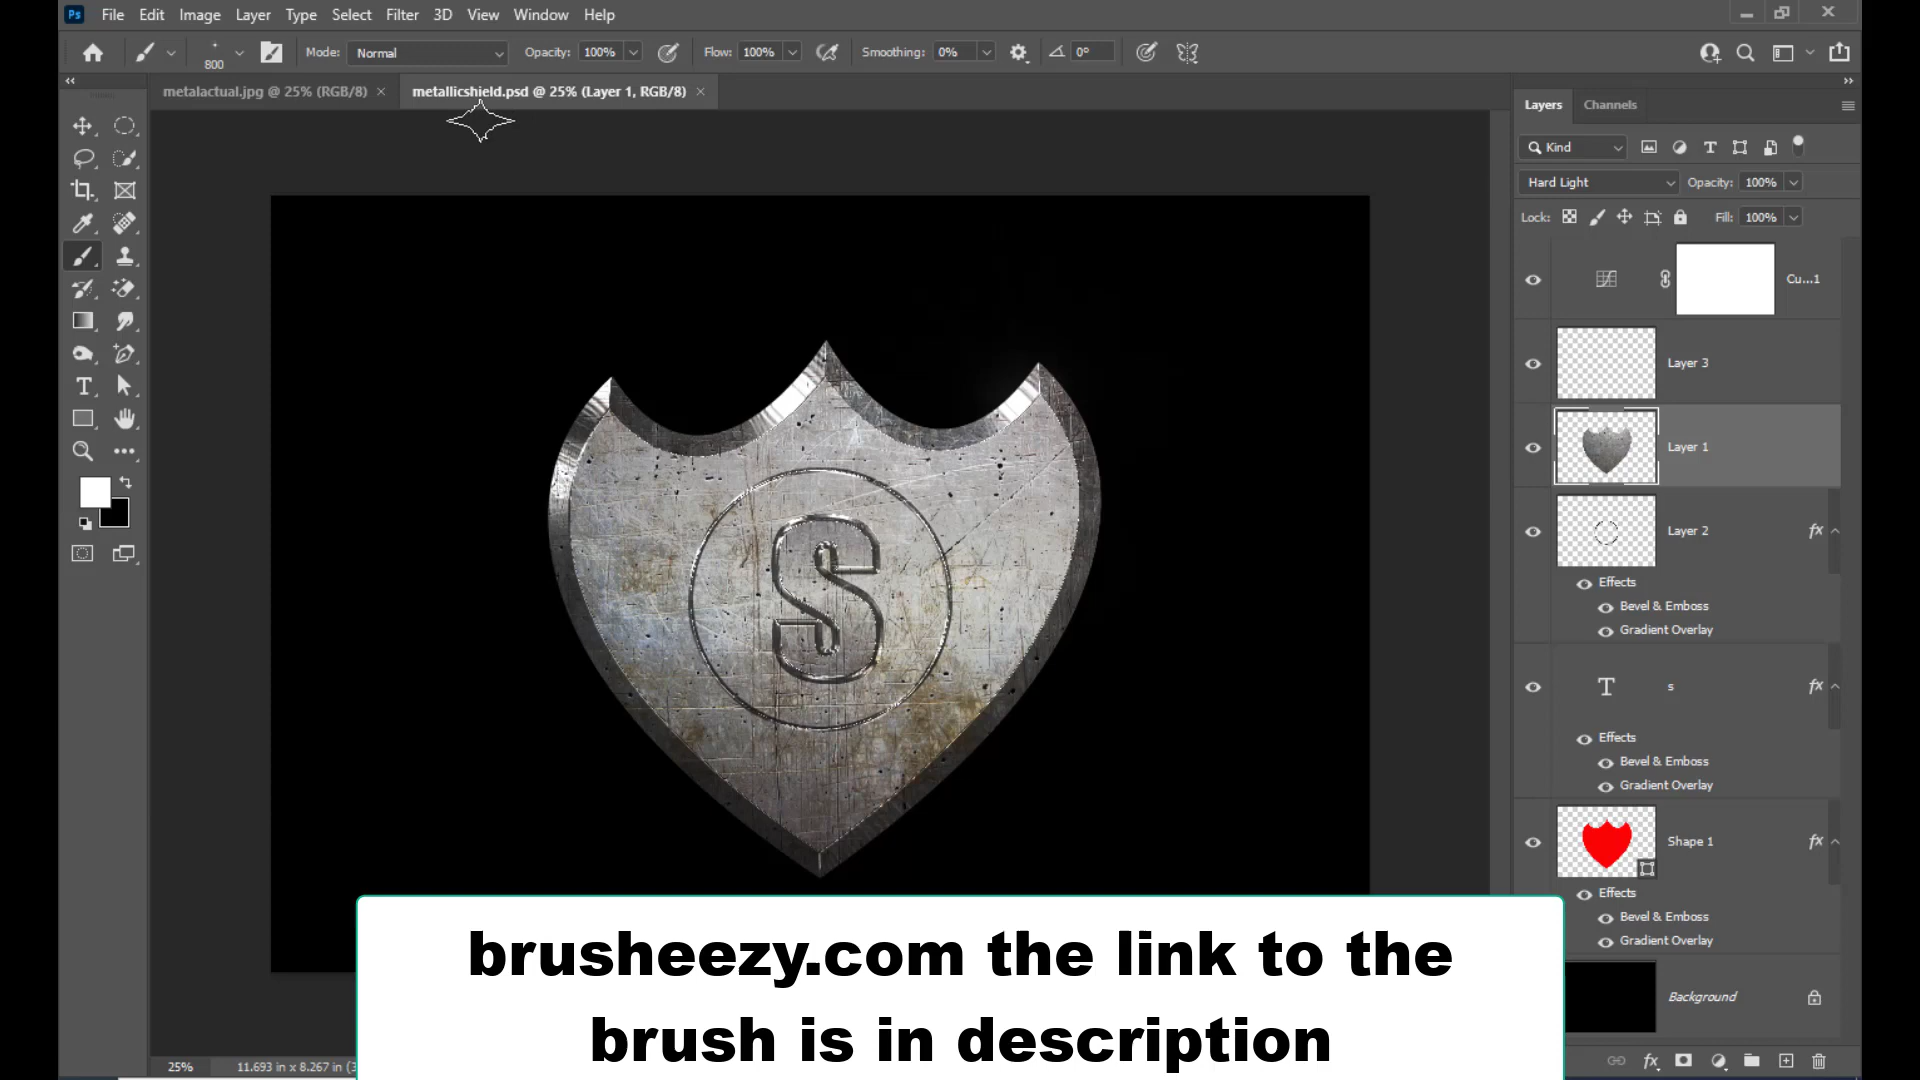 Ps File Edit Image Layer Type Select Filter 3D View Window Help
800 Mode: Normal Opacity: 100% Flow: 100% Smoothing: 0% 0°
metalactual.jpg @ 25% (RGB/8) metallicshield.psd @ 25% (Layer 1, RGB/8)
Layers Channels
Kind
Hard Light Opacity: 100%
Lock: Fill: 100%
Cu...1
Layer 3
Layer 1
Layer 2 fx
Effects
Bevel & Emboss
Gradient Overlay
T s fx
Effects
Bevel & Emboss
Gradient Overlay
Shape 1 fx
Effects
Bevel & Emboss
Gradient Overlay
Background
S
brusheezy.com the link to the
brush is in description
25% 11.693 in x 8.267 in (3